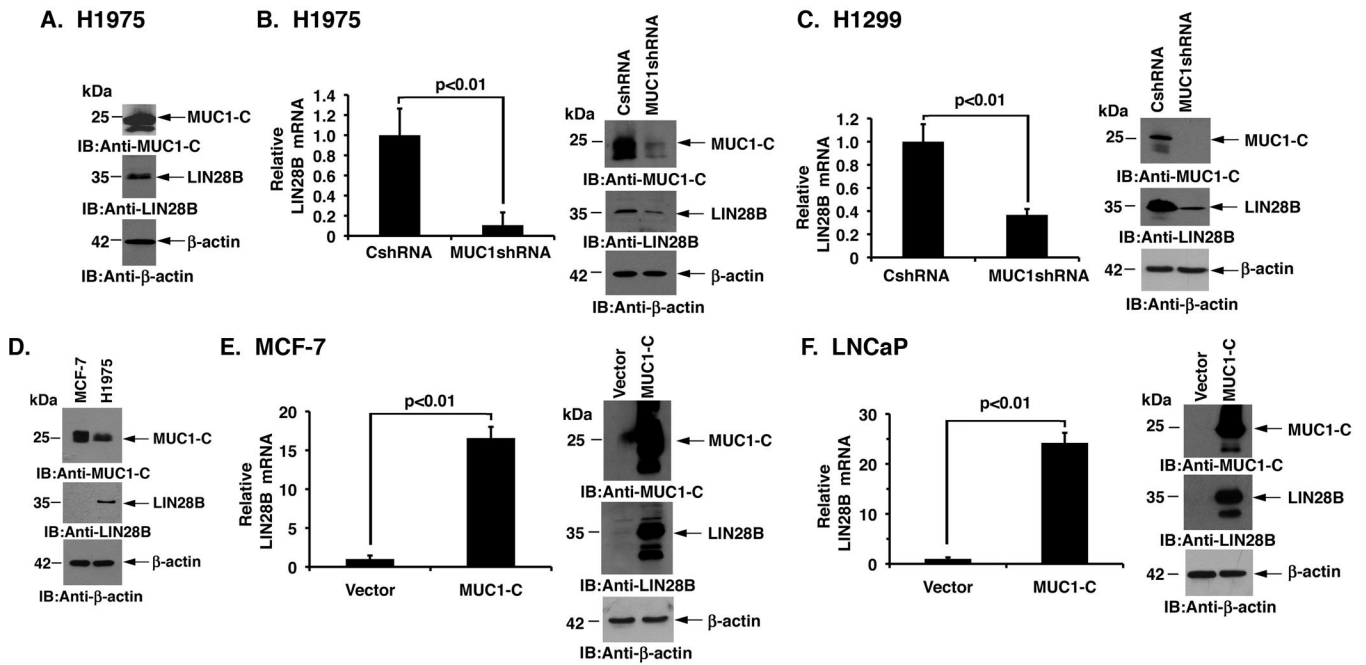 A. H1975
kDa
25
MUC1-C
IB:Anti-MUC1-C
35
LIN28B
IB:Anti-LIN28B
42
β-actin
IB:Anti-β-actin
B. H1975
Relative
LIN28B mRNA
1.4
1.2
1.0
0.8
0.6
0.4
0.2
0
p<0.01
CshRNA
MUC1shRNA
CshRNA
MUC1shRNA
kDa
25
MUC1-C
IB:Anti-MUC1-C
35
LIN28B
IB:Anti-LIN28B
42
β-actin
IB:Anti-β-actin
C. H1299
Relative
LIN28B mRNA
1.2
1.0
0.8
0.6
0.4
0.2
0
p<0.01
CshRNA
MUC1shRNA
CshRNA
MUC1shRNA
kDa
25
MUC1-C
IB:Anti-MUC1-C
35
LIN28B
IB:Anti-LIN28B
42
β-actin
IB:Anti-β-actin
D.
MCF-7
H1975
kDa
25
MUC1-C
IB:Anti-MUC1-C
35
LIN28B
IB:Anti-LIN28B
42
β-actin
IB:Anti-β-actin
E. MCF-7
Relative
LIN28B mRNA
20
15
10
5
0
p<0.01
Vector
MUC1-C
Vector
MUC1-C
kDa
25
MUC1-C
IB:Anti-MUC1-C
35
LIN28B
IB:Anti-LIN28B
42
β-actin
IB:Anti-β-actin
F. LNCaP
Relative
LIN28B mRNA
30
20
10
0
p<0.01
Vector
MUC1-C
Vector
MUC1-C
kDa
25
MUC1-C
IB:Anti-MUC1-C
35
LIN28B
IB:Anti-LIN28B
42
β-actin
IB:Anti-β-actin